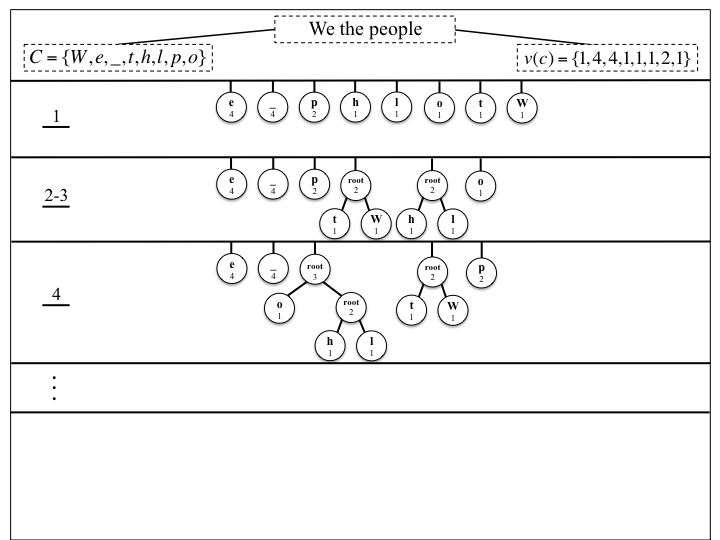 We the people
C = {W,e,_,t,h,l,p,o}
v(c) = {1,4,4,1,1,1,2,1}
1
e _ p h l o t W
4 4 2 1 1 1 1 1
2-3
e _ p root root o
4 4 2 2 2 1
t W h l
1 1 1 1
4
e _ root root p
4 4 3 2 2
o root t W
1 2 1 1
h l
1 1
⋮